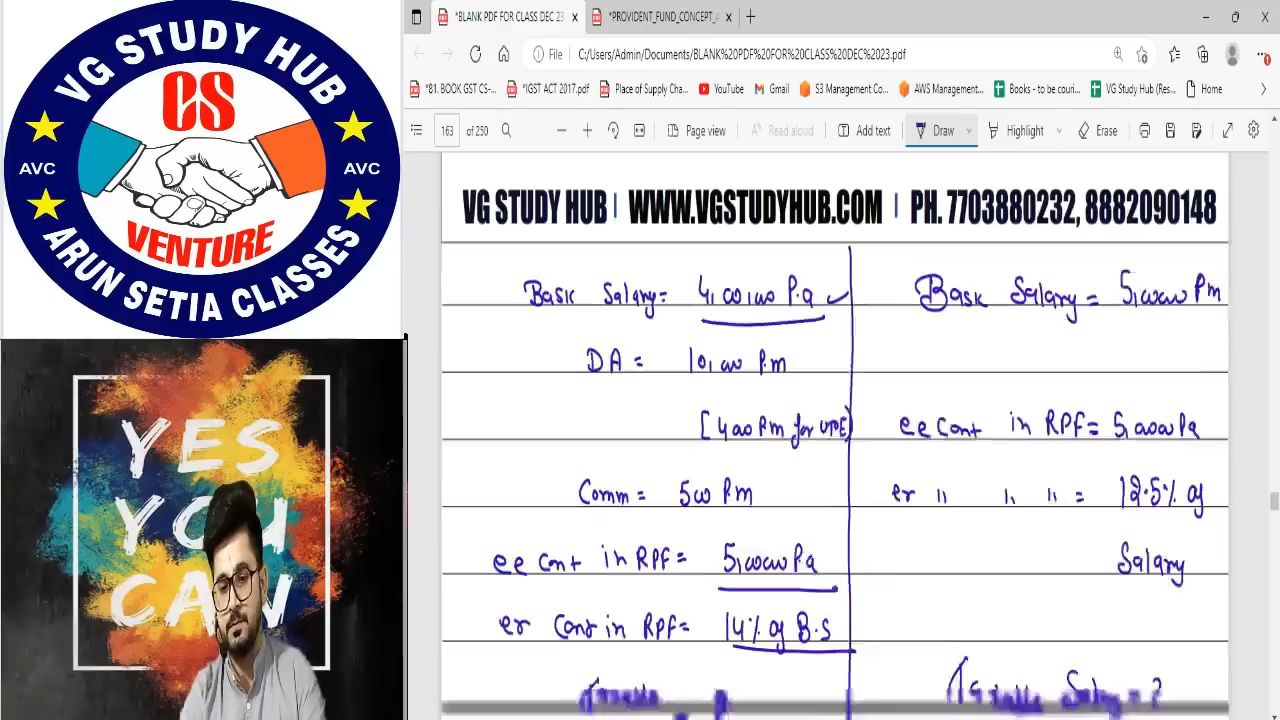 VG STUDY HUB
CS
AVC
AVC
VENTURE
ARUN SETIA CLASSES
YES
YOU
CAN
*BLANK PDF FOR CLASS DEC 23
*PROVIDENT_FUND_CONCEPT_A
File
C:/Users/Admin/Documents/BLANK%20PDF%20FOR%20CLASS%20DEC%2023.pdf
*81. BOOK GST CS-... *IGST ACT 2017.pdf Place of Supply Cha... YouTube Gmail S3 Management Co... AWS Management... Books - to be couri... VG Study Hub (Res... Home
163 of 250 Page view Read aloud Add text Draw Highlight Erase
VG STUDY HUB | WWW.VGSTUDYHUB.COM | PH. 7703880232, 8882090148
Basic Salary = 4,00,000 P.a
DA = 10,000 P.m
[4000 Pm for UPE)
Comm = 500 P.m
ee Cont in RPF = 5,00,000 P.a
er Cont in RPF = 14% of B.S
Basic Salary = 5,00,000 Pm
ee Cont in RPF = 5,00,000 Pa
er " " " = 12.5% of
Salary
Taxable Salary = ?